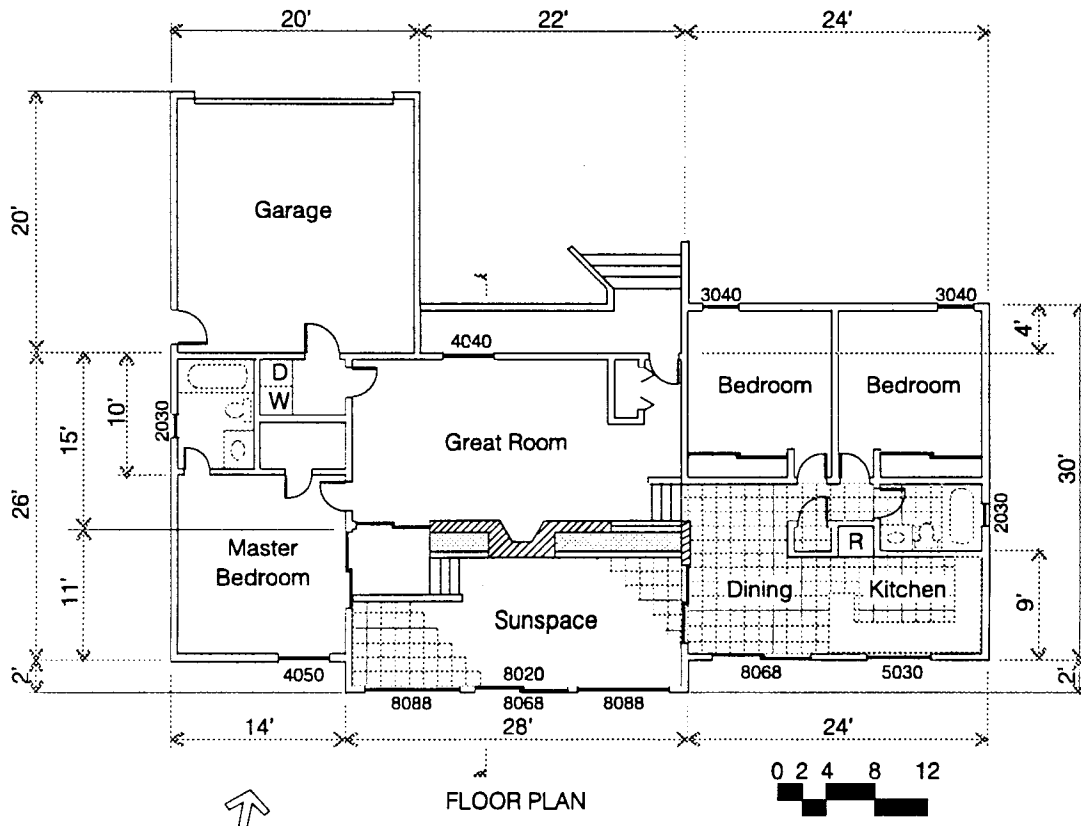 20' 22' 24'
20'
Garage
3040 3040
4'
4040
D
W
Bedroom Bedroom
2030
10'
15'
Great Room
30'
26'
2030
R
Master
Bedroom
11'
Dining Kitchen
9'
Sunspace
2'
4050
8020
8068 5030
2'
8088 8068 8088
14' 28' 24'
0 2 4 8 12
FLOOR PLAN